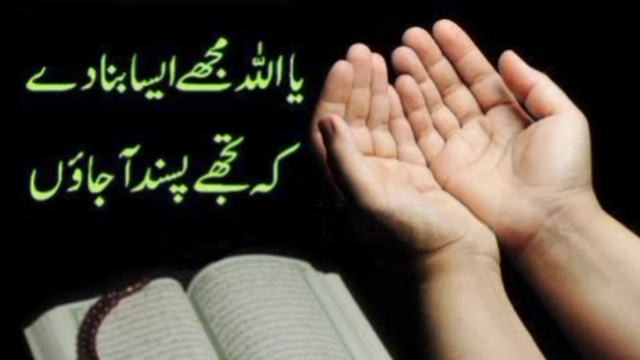 یا اللہ مجھے ایسا بنا دے
کہ تجھے پسند آ جاؤں